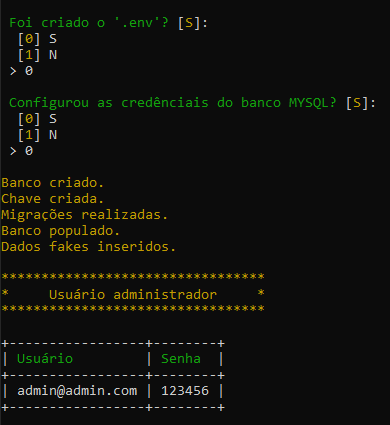 Foi criado o '.env'? [S]:
[0] S
[1] N
> 0
Configurou as credênciais do banco MYSQL? [S]:
[0] S
[1] N
> 0
Banco criado.
Chave criada.
Migrações realizadas.
Banco populado.
Dados fakes inseridos.
*********************************
*     Usuário administrador     *
*********************************
+-----------------+--------+
| Usuário         | Senha  |
+-----------------+--------+
| admin@admin.com | 123456 |
+-----------------+--------+